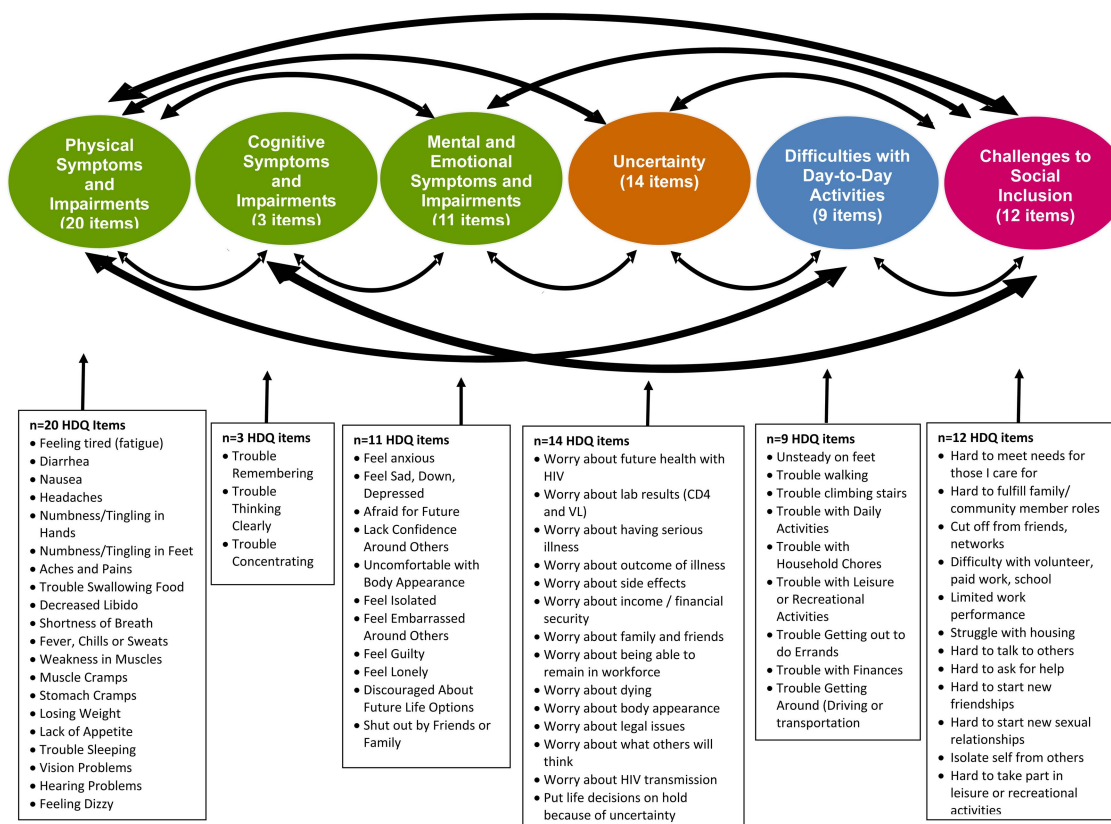 Physical
Symptoms
and
Impairments
(20 items)
Cognitive
Symptoms
and
Impairments
(3 items)
Mental and
Emotional
Symptoms and
Impairments
(11 items)
Uncertainty
(14 items)
Difficulties with
Day-to-Day
Activities
(9 items)
Challenges to
Social
Inclusion
(12 items)
n=20 HDQ Items
• Feeling tired (fatigue)
• Diarrhea
• Nausea
• Headaches
• Numbness/Tingling in
Hands
• Numbness/Tingling in Feet
• Aches and Pains
• Trouble Swallowing Food
• Decreased Libido
• Shortness of Breath
• Fever, Chills or Sweats
• Weakness in Muscles
• Muscle Cramps
• Stomach Cramps
• Losing Weight
• Lack of Appetite
• Trouble Sleeping
• Vision Problems
• Hearing Problems
• Feeling Dizzy
n=3 HDQ items
• Trouble
Remembering
• Trouble
Thinking
Clearly
• Trouble
Concentrating
n=11 HDQ items
• Feel anxious
• Feel Sad, Down,
Depressed
• Afraid for Future
• Lack Confidence
Around Others
• Uncomfortable with
Body Appearance
• Feel Isolated
• Feel Embarrassed
Around Others
• Feel Guilty
• Feel Lonely
• Discouraged About
Future Life Options
• Shut out by Friends or
Family
n=14 HDQ items
• Worry about future health with
HIV
• Worry about lab results (CD4
and VL)
• Worry about having serious
illness
• Worry about outcome of illness
• Worry about side effects
• Worry about income / financial
security
• Worry about family and friends
• Worry about being able to
remain in workforce
• Worry about dying
• Worry about body appearance
• Worry about legal issues
• Worry about what others will
think
• Worry about HIV transmission
• Put life decisions on hold
because of uncertainty
n=9 HDQ items
• Unsteady on feet
• Trouble walking
• Trouble climbing stairs
• Trouble with Daily
Activities
• Trouble with
Household Chores
• Trouble with Leisure
or Recreational
Activities
• Trouble Getting out to
do Errands
• Trouble with Finances
• Trouble Getting
Around (Driving or
transportation
n=12 HDQ items
• Hard to meet needs for
those I care for
• Hard to fulfill family/
community member roles
• Cut off from friends,
networks
• Difficulty with volunteer,
paid work, school
• Limited work
performance
• Struggle with housing
• Hard to talk to others
• Hard to ask for help
• Hard to start new
friendships
• Hard to start new sexual
relationships
• Isolate self from others
• Hard to take part in
leisure or recreational
activities